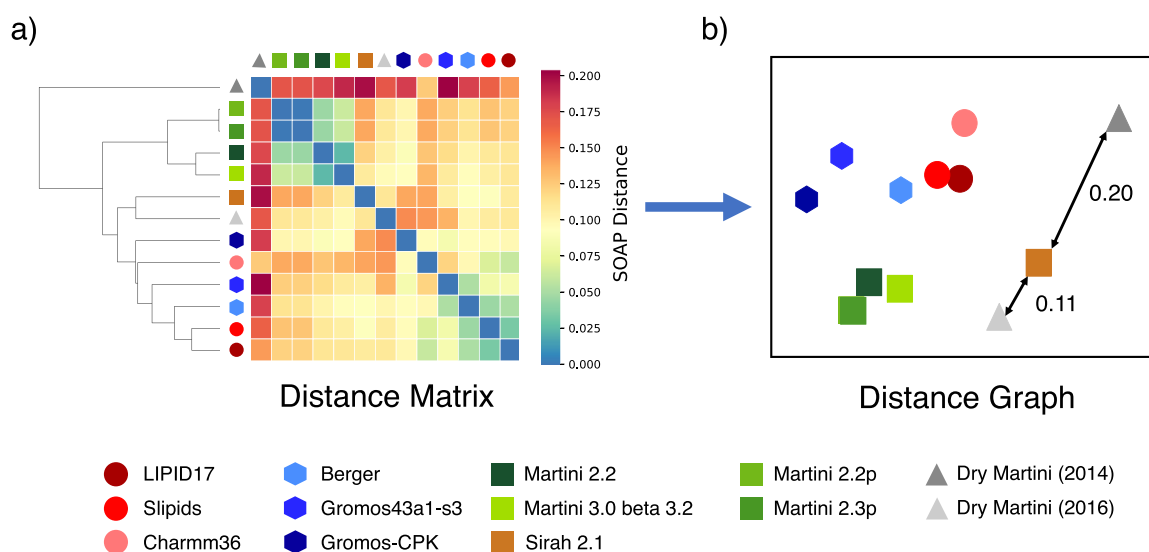 a)
b)
0.200
0.175
0.150
0.125
0.100
0.075
0.050
0.025
0.000
SOAP Distance
0.20
0.11
Distance Matrix
Distance Graph
LIPID17
Berger
Martini 2.2
Martini 2.2p
Dry Martini (2014)
Slipids
Gromos43a1-s3
Martini 3.0 beta 3.2
Martini 2.3p
Dry Martini (2016)
Charmm36
Gromos-CPK
Sirah 2.1